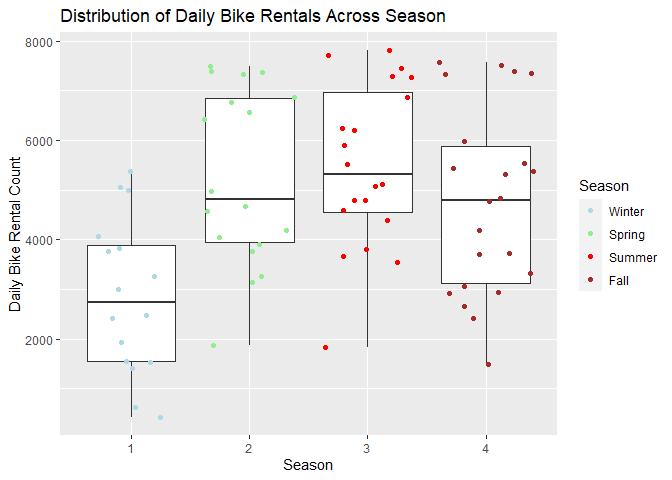 Distribution of Daily Bike Rentals Across Season
Daily Bike Rental Count
8000
6000
4000
2000
1 2 3 4
Season
Season
Winter
Spring
Summer
Fall